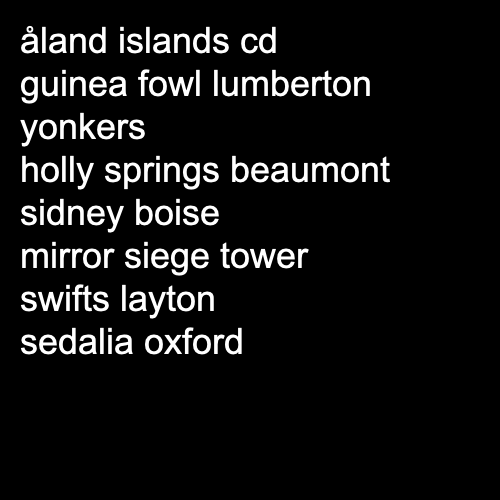 åland islands cd
guinea fowl lumberton
yonkers
holly springs beaumont
sidney boise
mirror siege tower
swifts layton
sedalia oxford